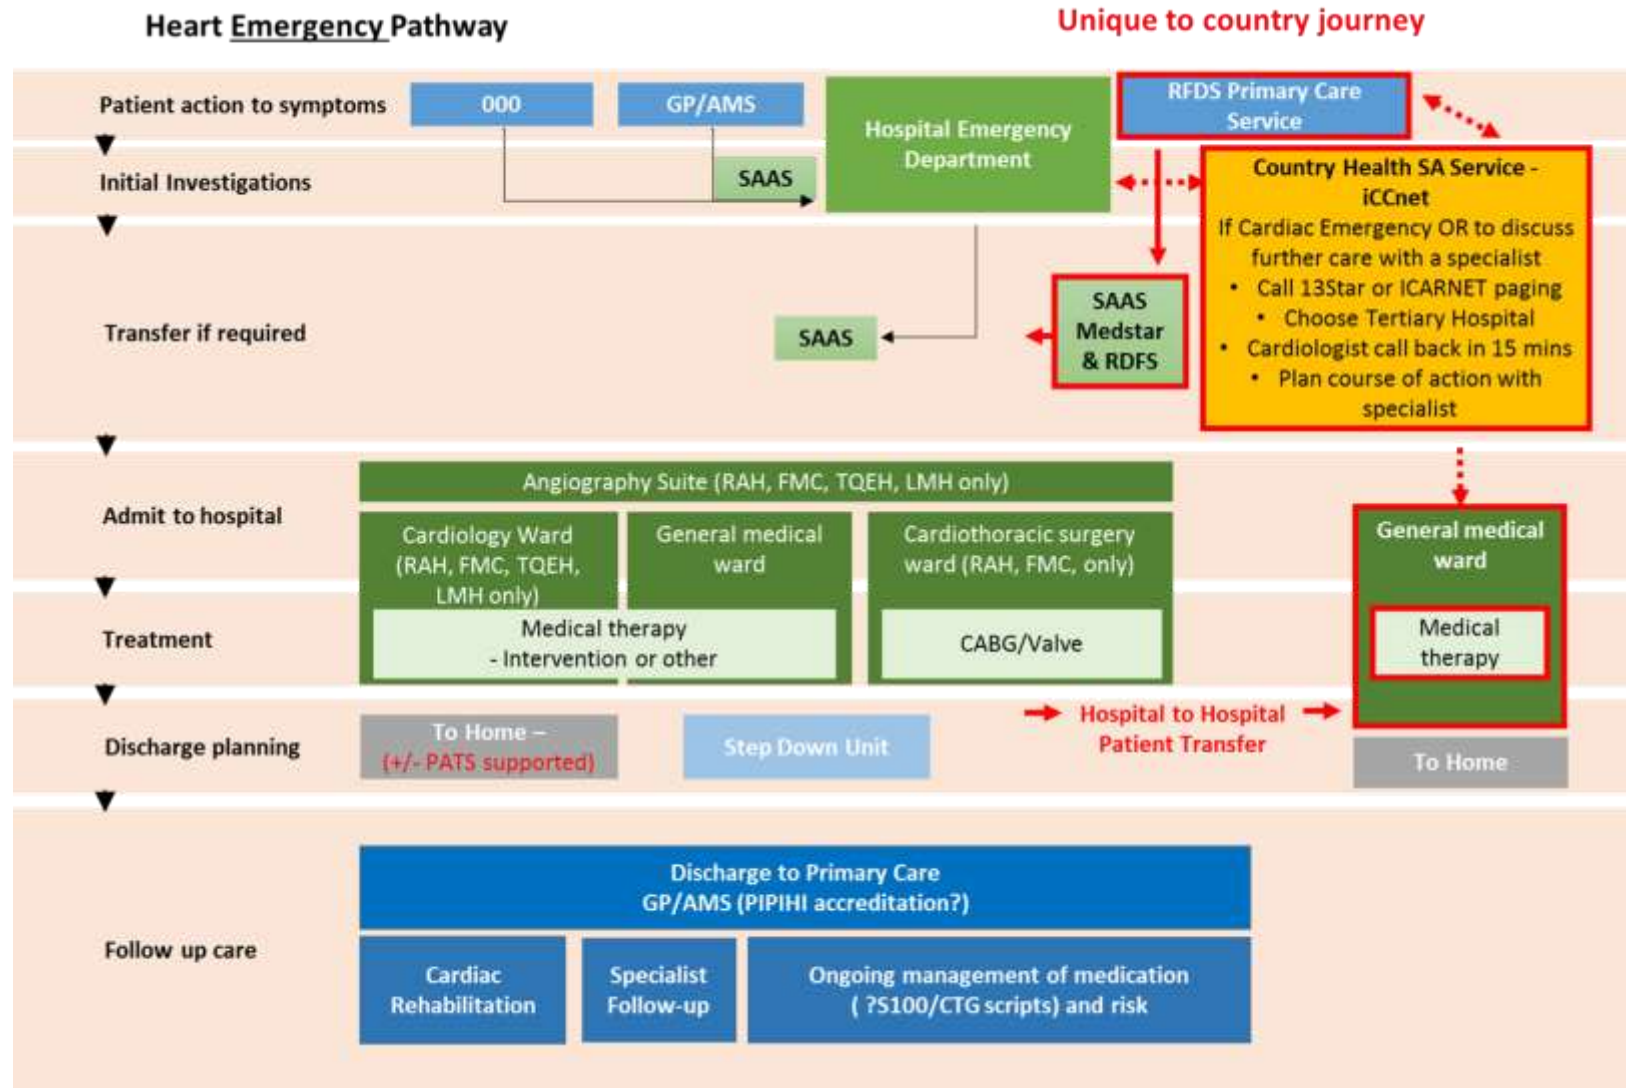 Heart Emergency Pathway
Unique to country journey
Patient action to symptoms
000
GP/AMS
Hospital Emergency
Department
RFDS Primary Care
Service
Initial Investigations
SAAS
Country Health SA Service -
iCCnet
If Cardiac Emergency OR to discuss
further care with a specialist
• Call 13Star or ICARNET paging
• Choose Tertiary Hospital
• Cardiologist call back in 15 mins
• Plan course of action with
specialist
Transfer if required
SAAS
SAAS
Medstar
& RDFS
Admit to hospital
Angiography Suite (RAH, FMC, TQEH, LMH only)
Cardiology Ward
(RAH, FMC, TQEH,
LMH only)
General medical
ward
Cardiothoracic surgery
ward (RAH, FMC, only)
General medical
ward
Treatment
Medical therapy
- Intervention or other
CABG/Valve
Medical
therapy
Discharge planning
To Home –
(+/- PATS supported)
Step Down Unit
Hospital to Hospital
Patient Transfer
To Home
Follow up care
Discharge to Primary Care
GP/AMS (PIPIHI accreditation?)
Cardiac
Rehabilitation
Specialist
Follow-up
Ongoing management of medication
( ?S100/CTG scripts) and risk